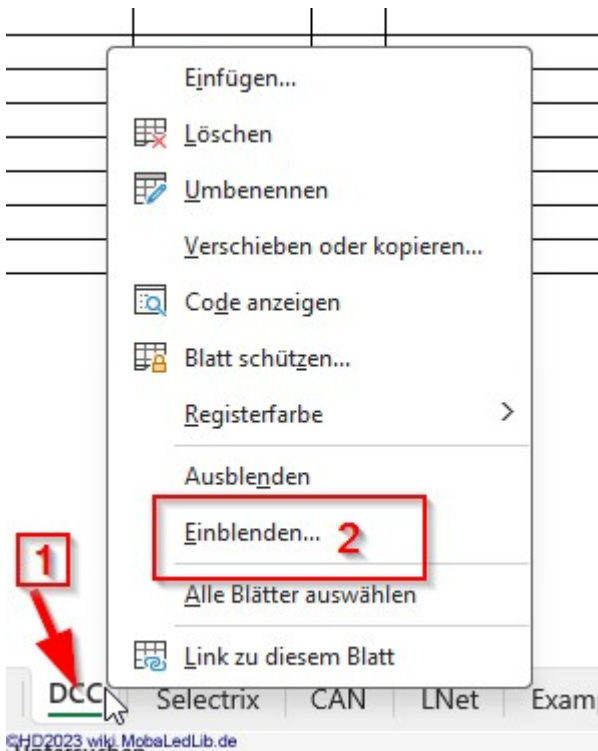 Einfügen...
Löschen
Umbenennen
Verschieben oder kopieren...
Code anzeigen
Blatt schützen...
Registerfarbe
Ausblenden
Einblenden... 2
1
Alle Blätter auswählen
Link zu diesem Blatt
DCC Selectrix CAN LNet Examp
©HD2023 wiki.MobaLedLib.de